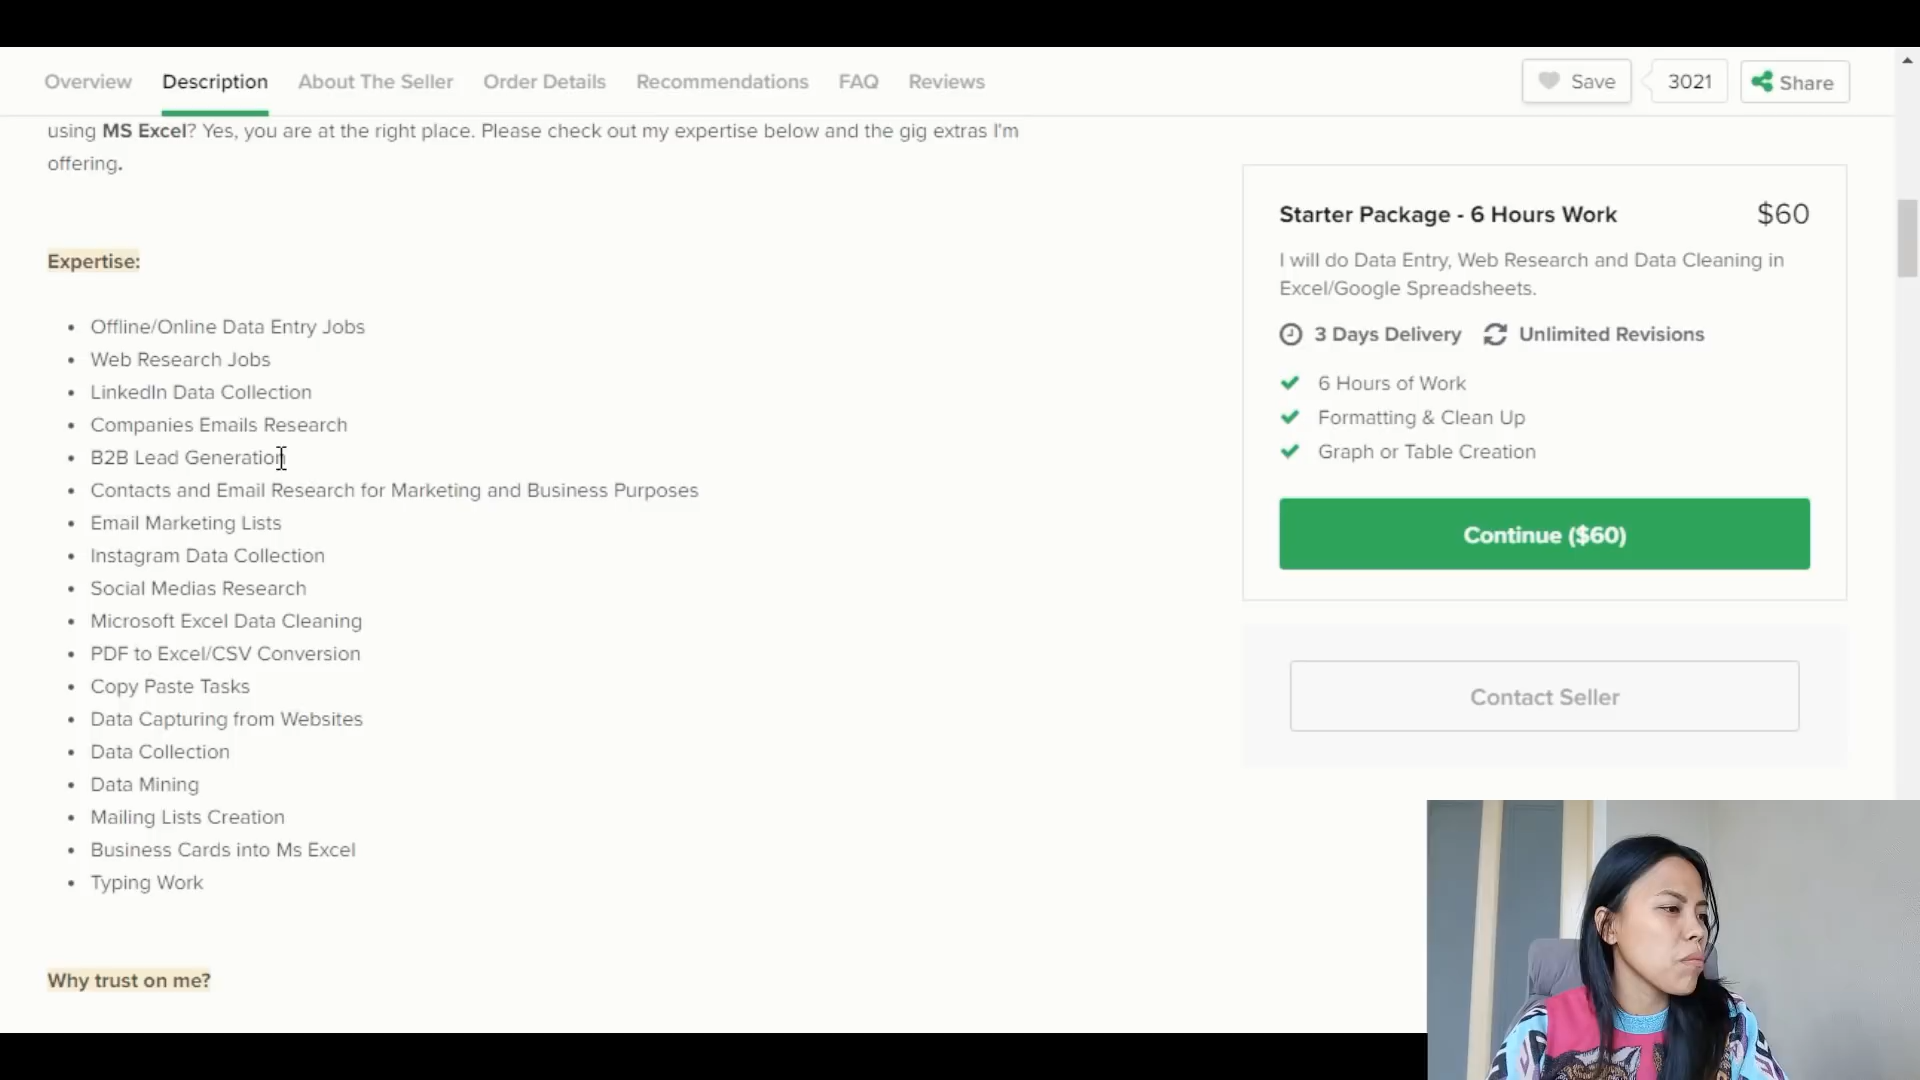 Overview Description About The Seller Order Details Recommendations FAQ Reviews Save 3021 Share
using MS Excel? Yes, you are at the right place. Please check out my expertise below and the gig extras I'm
offering.
Expertise:
• Offline/Online Data Entry Jobs
• Web Research Jobs
• LinkedIn Data Collection
• Companies Emails Research
• B2B Lead Generation
• Contacts and Email Research for Marketing and Business Purposes
• Email Marketing Lists
• Instagram Data Collection
• Social Medias Research
• Microsoft Excel Data Cleaning
• PDF to Excel/CSV Conversion
• Copy Paste Tasks
• Data Capturing from Websites
• Data Collection
• Data Mining
• Mailing Lists Creation
• Business Cards into Ms Excel
• Typing Work
Why trust on me?
Starter Package - 6 Hours Work $60
I will do Data Entry, Web Research and Data Cleaning in
Excel/Google Spreadsheets.
3 Days Delivery Unlimited Revisions
6 Hours of Work
Formatting & Clean Up
Graph or Table Creation
Continue ($60)
Contact Seller